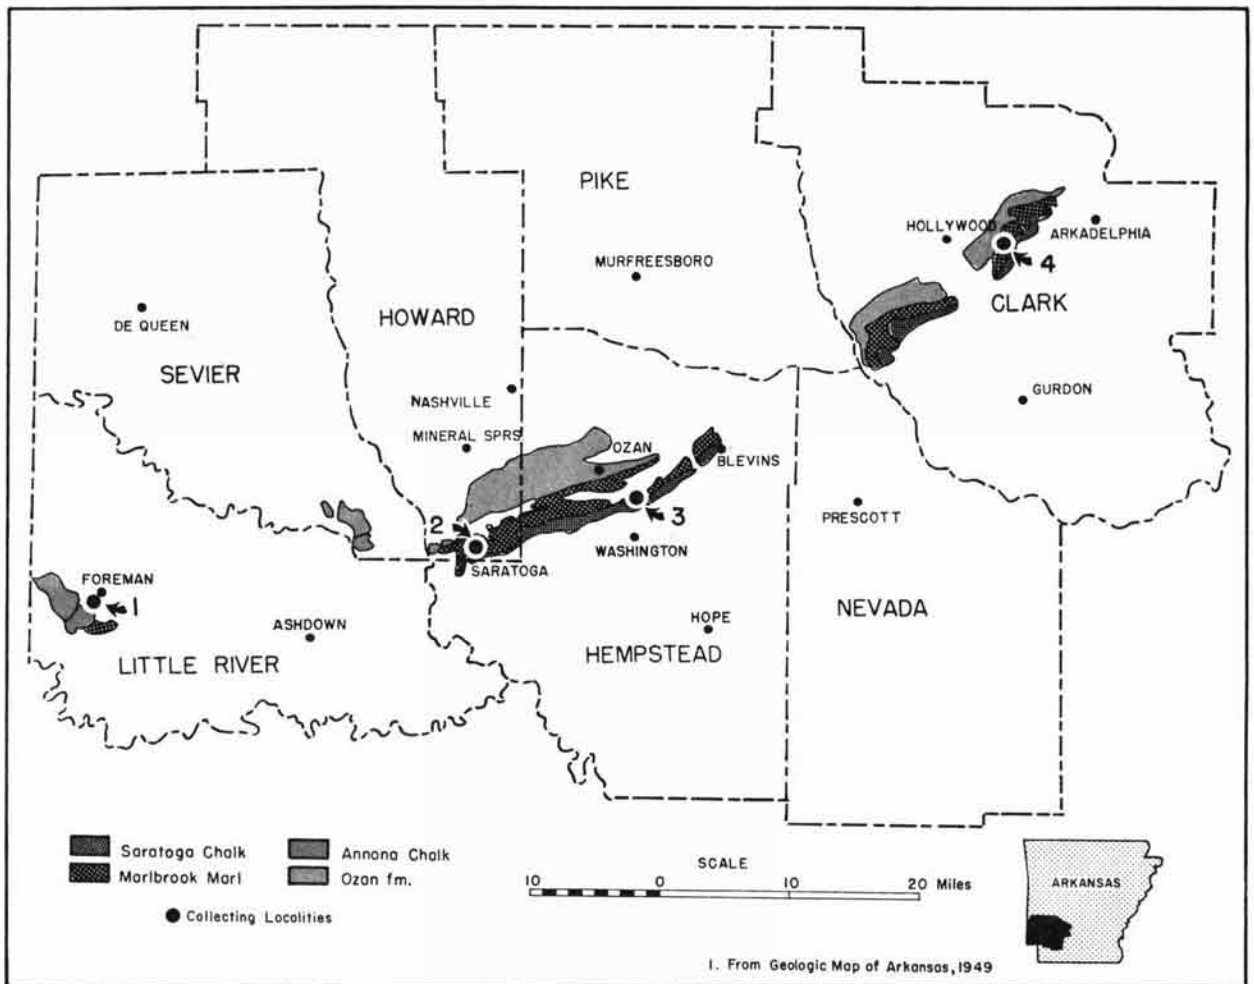 PIKE
HOLLYWOOD
ARKADELPHIA
MURFREESBORO
4
CLARK
DE QUEEN
HOWARD
SEVIER
GURDON
NASHVILLE
MINERAL SPRS.
OZAN
BLEVINS
2
3
PRESCOTT
WASHINGTON
SARATOGA
FOREMAN
1
ASHDOWN
HOPE
NEVADA
HEMPSTEAD
LITTLE RIVER
Saratoga Chalk
Annona Chalk
Marlbrook Marl
Ozan fm.
Collecting Localities
SCALE
10 0 10 20 Miles
ARKANSAS
1. From Geologic Map of Arkansas, 1949